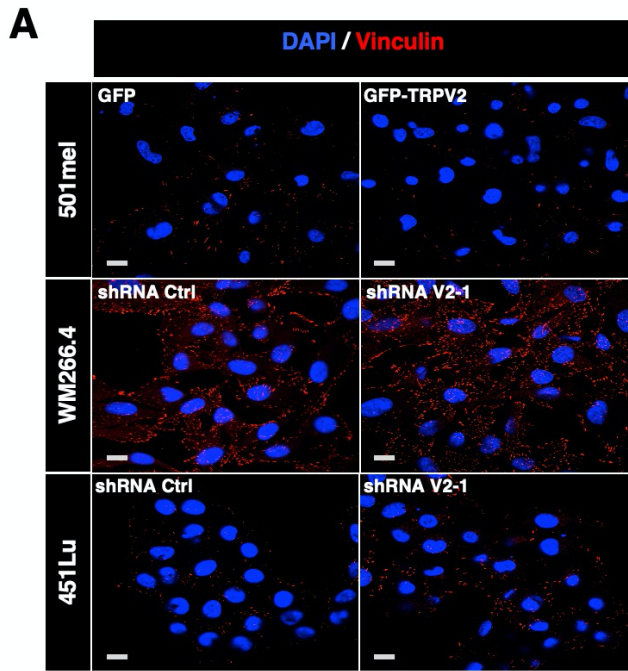 A
DAPI / Vinculin
501mel
GFP
GFP-TRPV2
WM266.4
shRNA Ctrl
shRNA V2-1
451Lu
shRNA Ctrl
shRNA V2-1